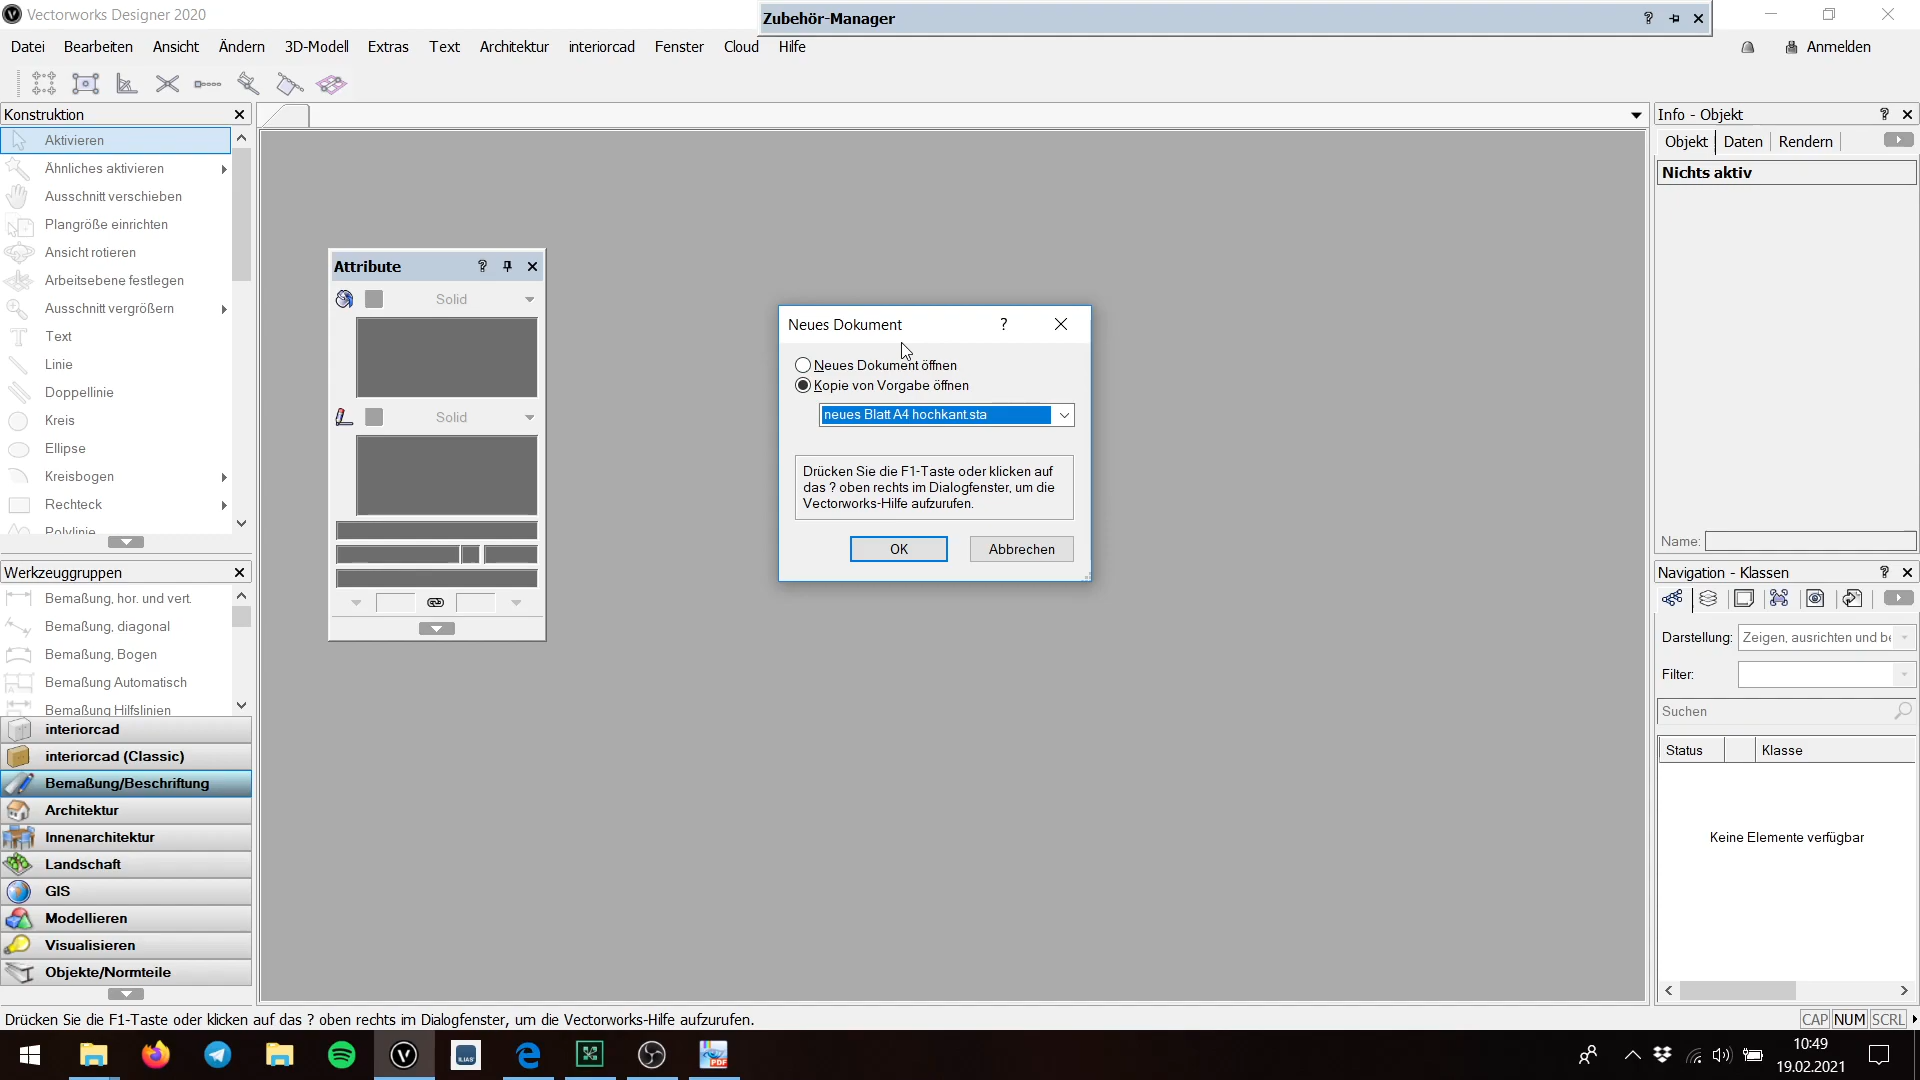 Vectorworks Designer 2020
Zubehör-Manager
?
Datei Bearbeiten Ansicht Ändern 3D-Modell Extras Text Architektur interiorcad Fenster Cloud Hilfe
Anmelden
Konstruktion
Aktivieren
Ähnliches aktivieren
Ausschnitt verschieben
Plangröße einrichten
Ansicht rotieren
Arbeitsebene festlegen
Ausschnitt vergrößern
Text
Linie
Doppellinie
Kreis
Ellipse
Kreisbogen
Rechteck
Polylinie
Werkzeuggruppen
Bemaßung, hor. und vert.
Bemaßung, diagonal
Bemaßung, Bogen
Bemaßung Automatisch
Bemaßung Hilfslinien
interiorcad
interiorcad (Classic)
Bemaßung/Beschriftung
Architektur
Innenarchitektur
Landschaft
GIS
Modellieren
Visualisieren
Objekte/Normteile
Attribute ?
Solid
Solid
Neues Dokument ?
Neues Dokument öffnen
Kopie von Vorgabe öffnen
neues Blatt A4 hochkant.sta
Drücken Sie die F1-Taste oder klicken auf
das ? oben rechts im Dialogfenster, um die
Vectorworks-Hilfe aufzurufen.
OK Abbrechen
Info - Objekt ?
Objekt Daten Rendern
Nichts aktiv
Name:
Navigation - Klassen ?
Darstellung: Zeigen, ausrichten und be
Filter:
Suchen
Status Klasse
Keine Elemente verfügbar
Drücken Sie die F1-Taste oder klicken auf das ? oben rechts im Dialogfenster, um die Vectorworks-Hilfe aufzurufen.
CAP NUM SCRL
ILIAS
PDF
10:49
19.02.2021